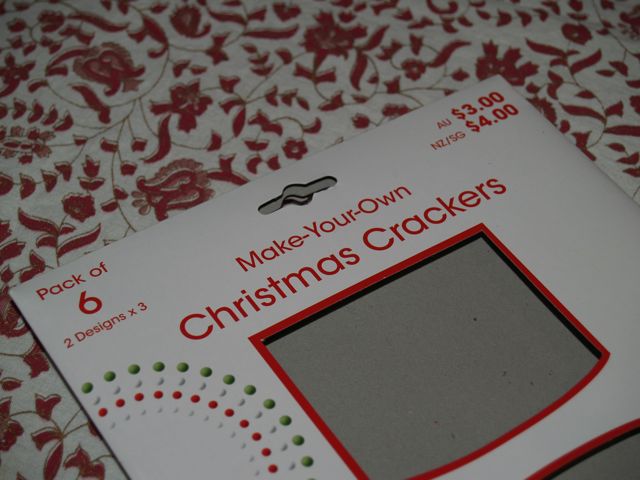 AU $3.00
NZ/SG $4.00
Make-Your-Own
Christmas Crackers
Pack of
6
2 Designs x 3